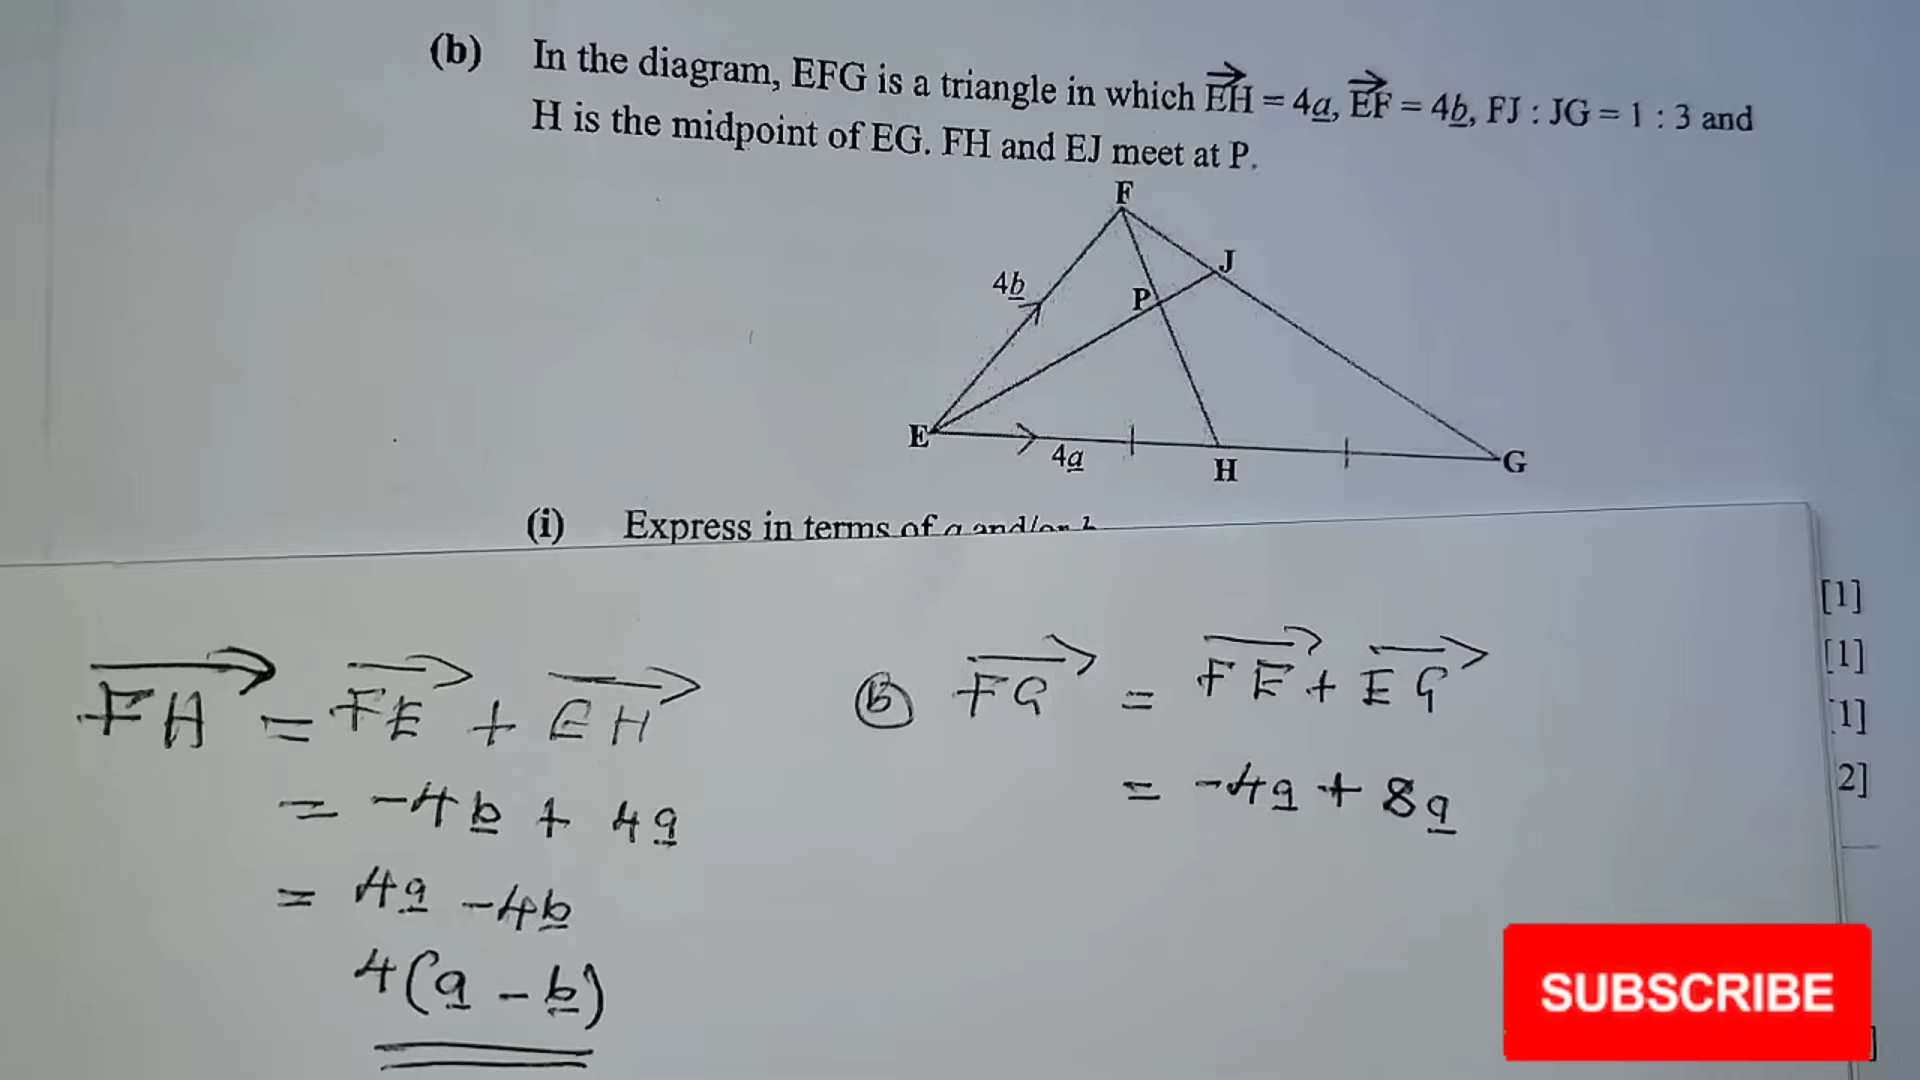 (b) In the diagram, EFG is a triangle in which EH = 4a, EF = 4b, FJ : JG = 1 : 3 and
H is the midpoint of EG. FH and EJ meet at P.
F
J
4b
P
E
4a
H
G
(i) Express in terms of a and/or b
[1]
[1]
[1]
2]
FH = FE + EH
= -4b + 4a
= 4a - 4b
4(a - b)
(b) FG = FE + EG
= -4a + 8a
SUBSCRIBE
]